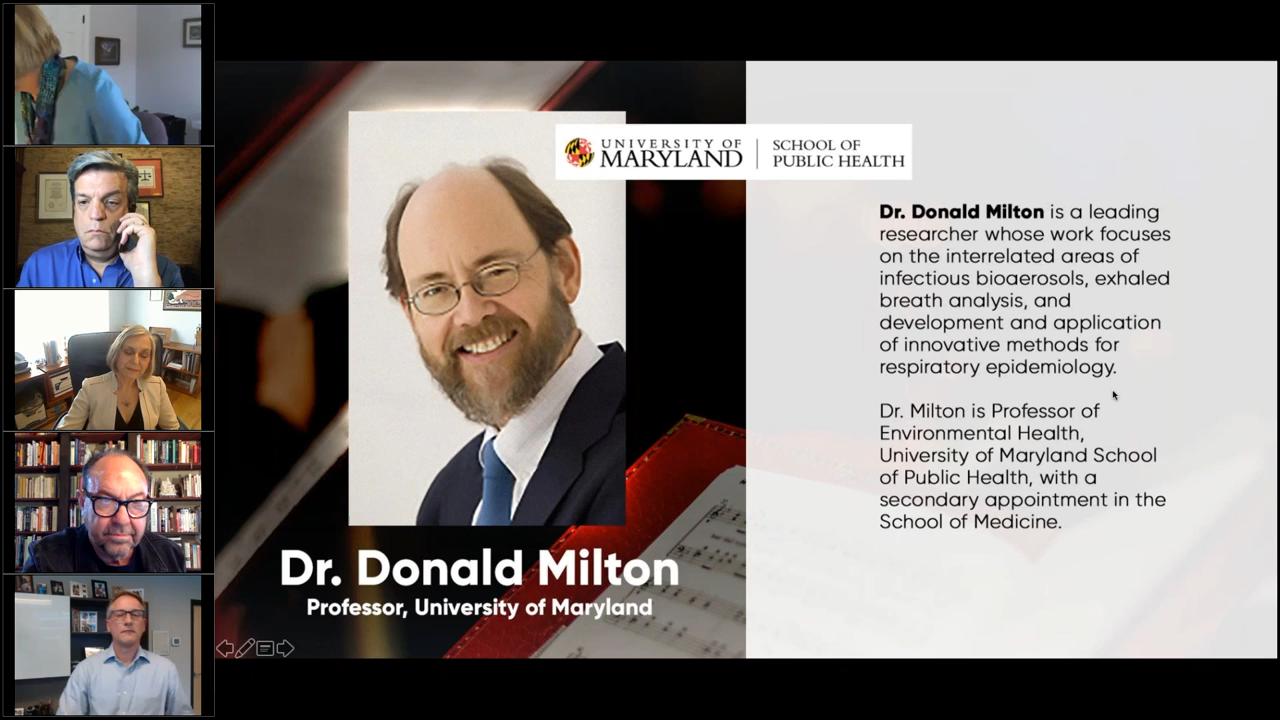 UNIVERSITY OF
MARYLAND
SCHOOL OF
PUBLIC HEALTH
Dr. Donald Milton
Professor, University of Maryland
Dr. Donald Milton is a leading
researcher whose work focuses
on the interrelated areas of
infectious bioaerosols, exhaled
breath analysis, and
development and application
of innovative methods for
respiratory epidemiology.
Dr. Milton is Professor of
Environmental Health,
University of Maryland School
of Public Health, with a
secondary appointment in the
School of Medicine.